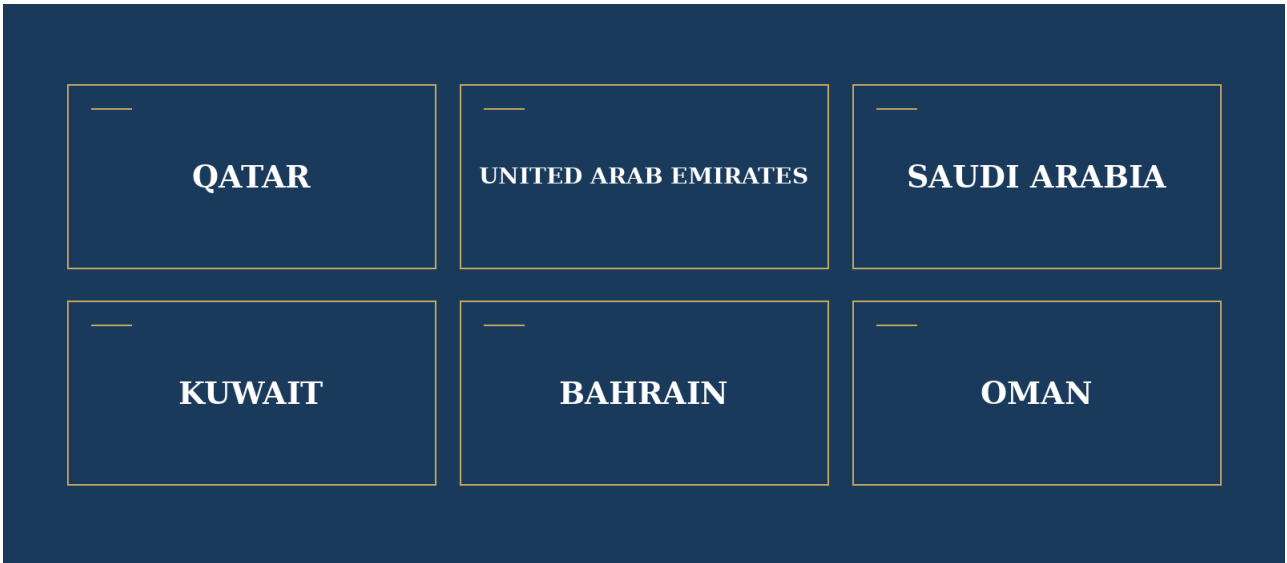 QATAR
UNITED ARAB EMIRATES
SAUDI ARABIA
KUWAIT
BAHRAIN
OMAN